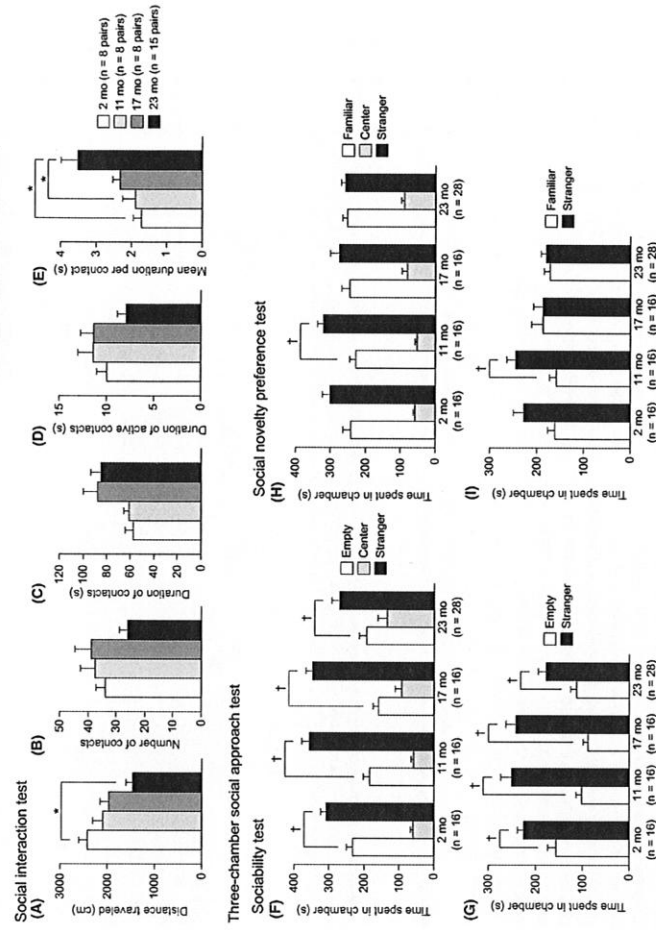 Social interaction test
(A)
3000
2000
1000
0
Distance traveled (cm)
*
(B)
50
40
30
20
10
0
Number of contacts
(C)
120
100
80
60
40
20
0
Duration of contacts (s)
(D)
15
10
5
0
Duration of active contacts (s)
(E)
4
3
2
1
0
Mean duration per contact (s)
*
*
2 mo (n = 8 pairs)
11 mo (n = 8 pairs)
17 mo (n = 8 pairs)
23 mo (n = 15 pairs)
Three-chamber social approach test
Sociability test
(F)
400
300
200
100
0
Time spent in chamber (s)
† † † †
2 mo 11 mo 17 mo 23 mo
(n = 16) (n = 16) (n = 16) (n = 28)
Empty
Center
Stranger
(G)
300
200
100
0
Time spent in chamber (s)
† † † †
2 mo 11 mo 17 mo 23 mo
(n = 16) (n = 16) (n = 16) (n = 28)
Empty
Stranger
Social novelty preference test
(H)
400
300
200
100
0
Time spent in chamber (s)
†
2 mo 11 mo 17 mo 23 mo
(n = 16) (n = 16) (n = 16) (n = 28)
Familiar
Center
Stranger
(I)
300
200
100
0
Time spent in chamber (s)
†
2 mo 11 mo 17 mo 23 mo
(n = 16) (n = 16) (n = 16) (n = 28)
Familiar
Stranger